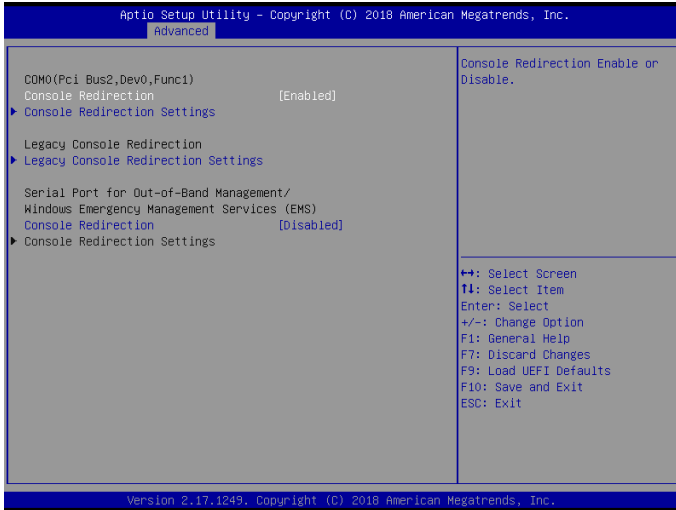 Aptio Setup Utility – Copyright (C) 2018 American Megatrends, Inc.
Advanced
COM0(Pci Bus2,Dev0,Func1)
Console Redirection [Enabled]
Console Redirection Settings
Legacy Console Redirection
Legacy Console Redirection Settings
Serial Port for Out-of-Band Management/
Windows Emergency Management Services (EMS)
Console Redirection [Disabled]
Console Redirection Settings
Console Redirection Enable or
Disable.
↔: Select Screen
↑↓: Select Item
Enter: Select
+/-: Change Option
F1: General Help
F7: Discard Changes
F9: Load UEFI Defaults
F10: Save and Exit
ESC: Exit
Version 2.17.1249. Copyright (C) 2018 American Megatrends, Inc.